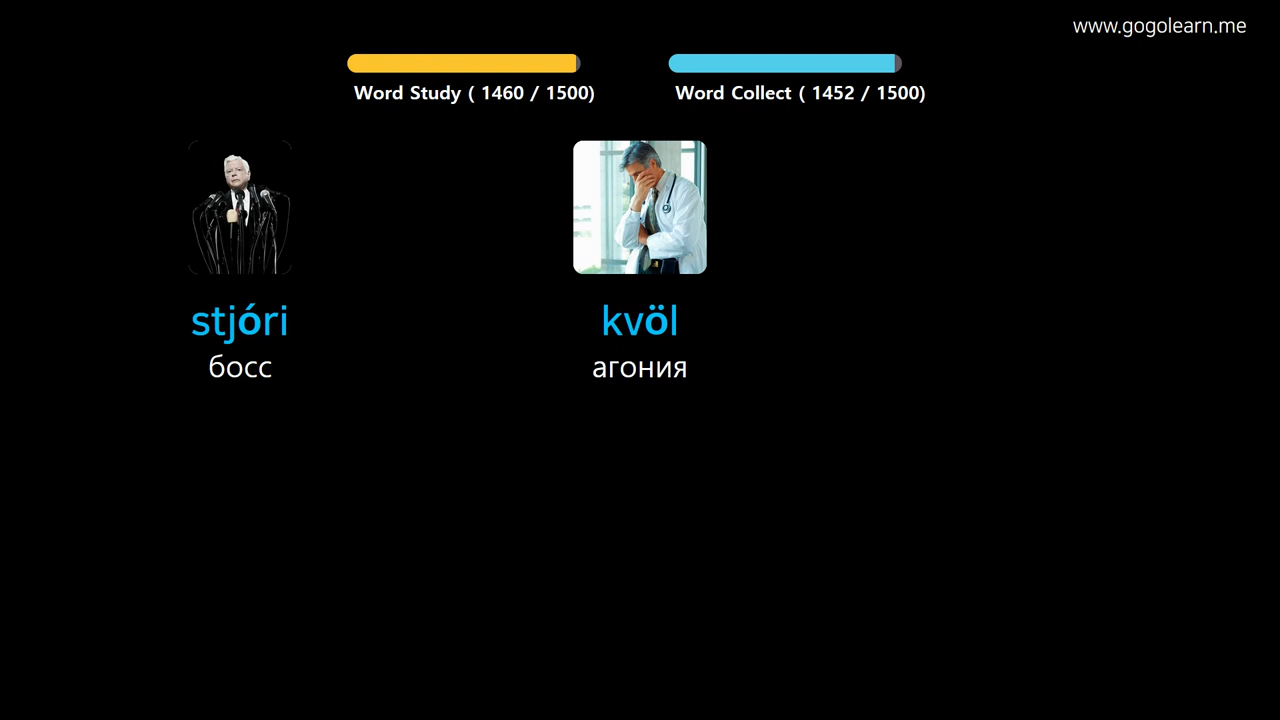 www.gogolearn.me
Word Study ( 1460 / 1500)
Word Collect ( 1452 / 1500)
stjóri
босс
kvöl
агония